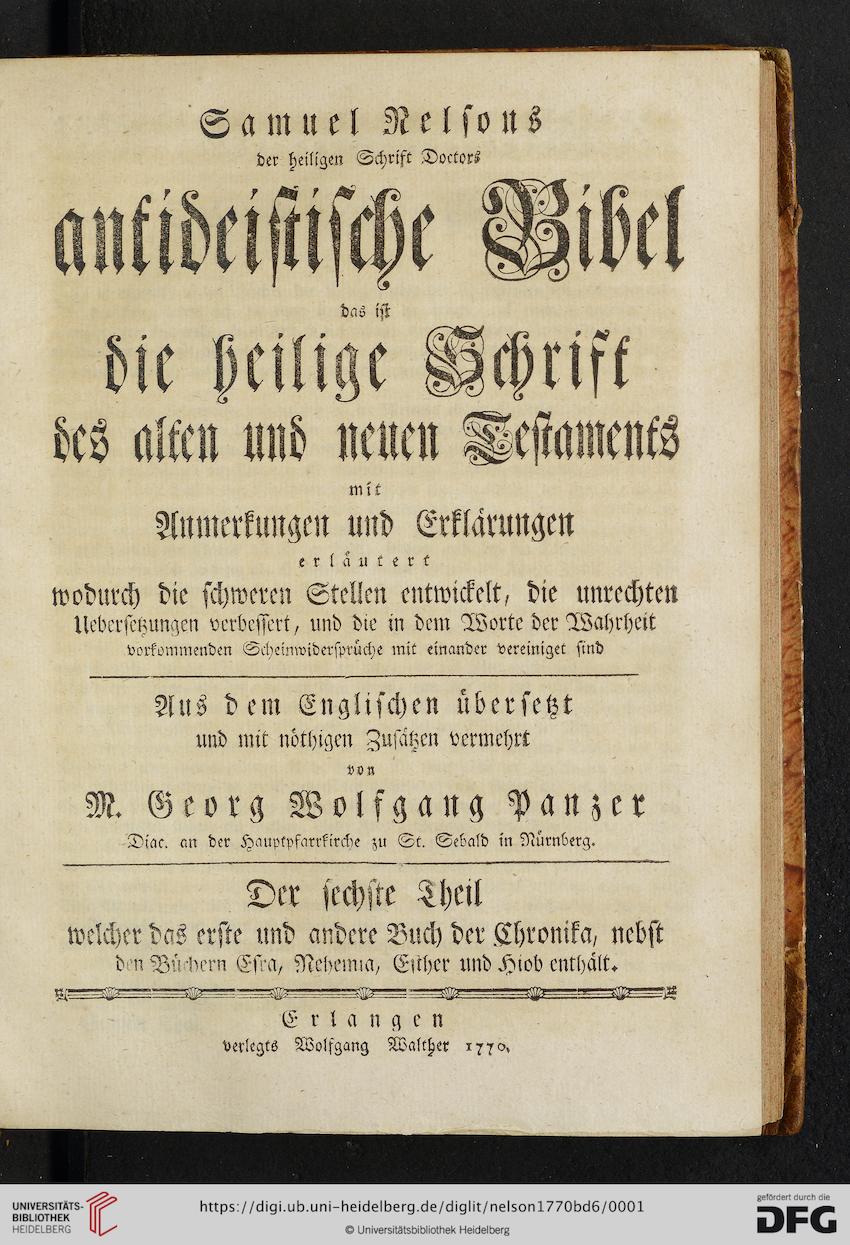 Samuel Nelsons
der heiligen Schrift Doctors
antideistische Bibel
das ist
die heilige Schrift
des alten und neuen Testaments
mit
Anmerkungen und Erklärungen
erläutert
wodurch die schweren Stellen entwickelt, die unrechten
Uebersetzungen verbessert, und die in dem Worte der Wahrheit
vorkommenden Scheinwidersprüche mit einander vereiniget sind
Aus dem Englischen übersetzt
und mit nöthigen Zusätzen vermehrt
von
M. Georg Wolfgang Panzer
Diac. an der Hauptpfarrkirche zu St. Sebald in Nürnberg.
Der sechste Theil
welcher das erste und andere Buch der Chronika, nebst
den Büchern Esra, Nehemia, Esther und Hiob enthält.
Erlangen
verlegts Wolfgang Walther 1770.
UNIVERSITÄTS-
BIBLIOTHEK
HEIDELBERG
https://digi.ub.uni-heidelberg.de/diglit/nelson1770bd6/0001
© Universitätsbibliothek Heidelberg
gefördert durch die
DFG